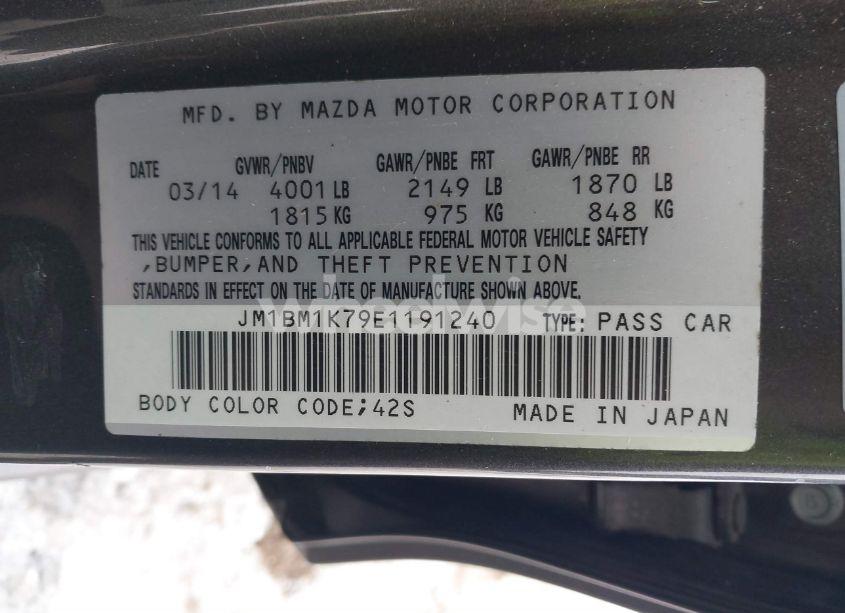 MFD. BY MAZDA MOTOR CORPORATION
DATE GVWR/PNBV GAWR/PNBE FRT GAWR/PNBE RR
03/14 4001 LB 2149 LB 1870 LB
1815 KG 975 KG 848 KG
THIS VEHICLE CONFORMS TO ALL APPLICABLE FEDERAL MOTOR VEHICLE SAFETY
,BUMPER,AND THEFT PREVENTION
STANDARDS IN EFFECT ON THE DATE OF MANUFACTURE SHOWN ABOVE.
wheelwise
JM1BM1K79E1191240 TYPE: PASS CAR
BODY COLOR CODE;42S MADE IN JAPAN